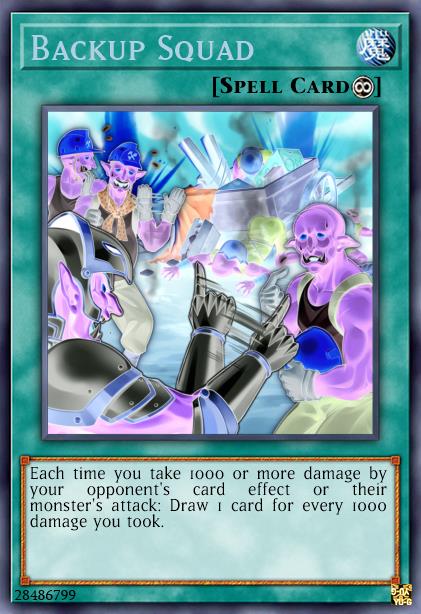 Backup Squad
魔
[Spell Card♾]
Each time you take 1000 or more damage by
your opponent's card effect or their
monster's attack: Draw 1 card for every 1000
damage you took.
28486799